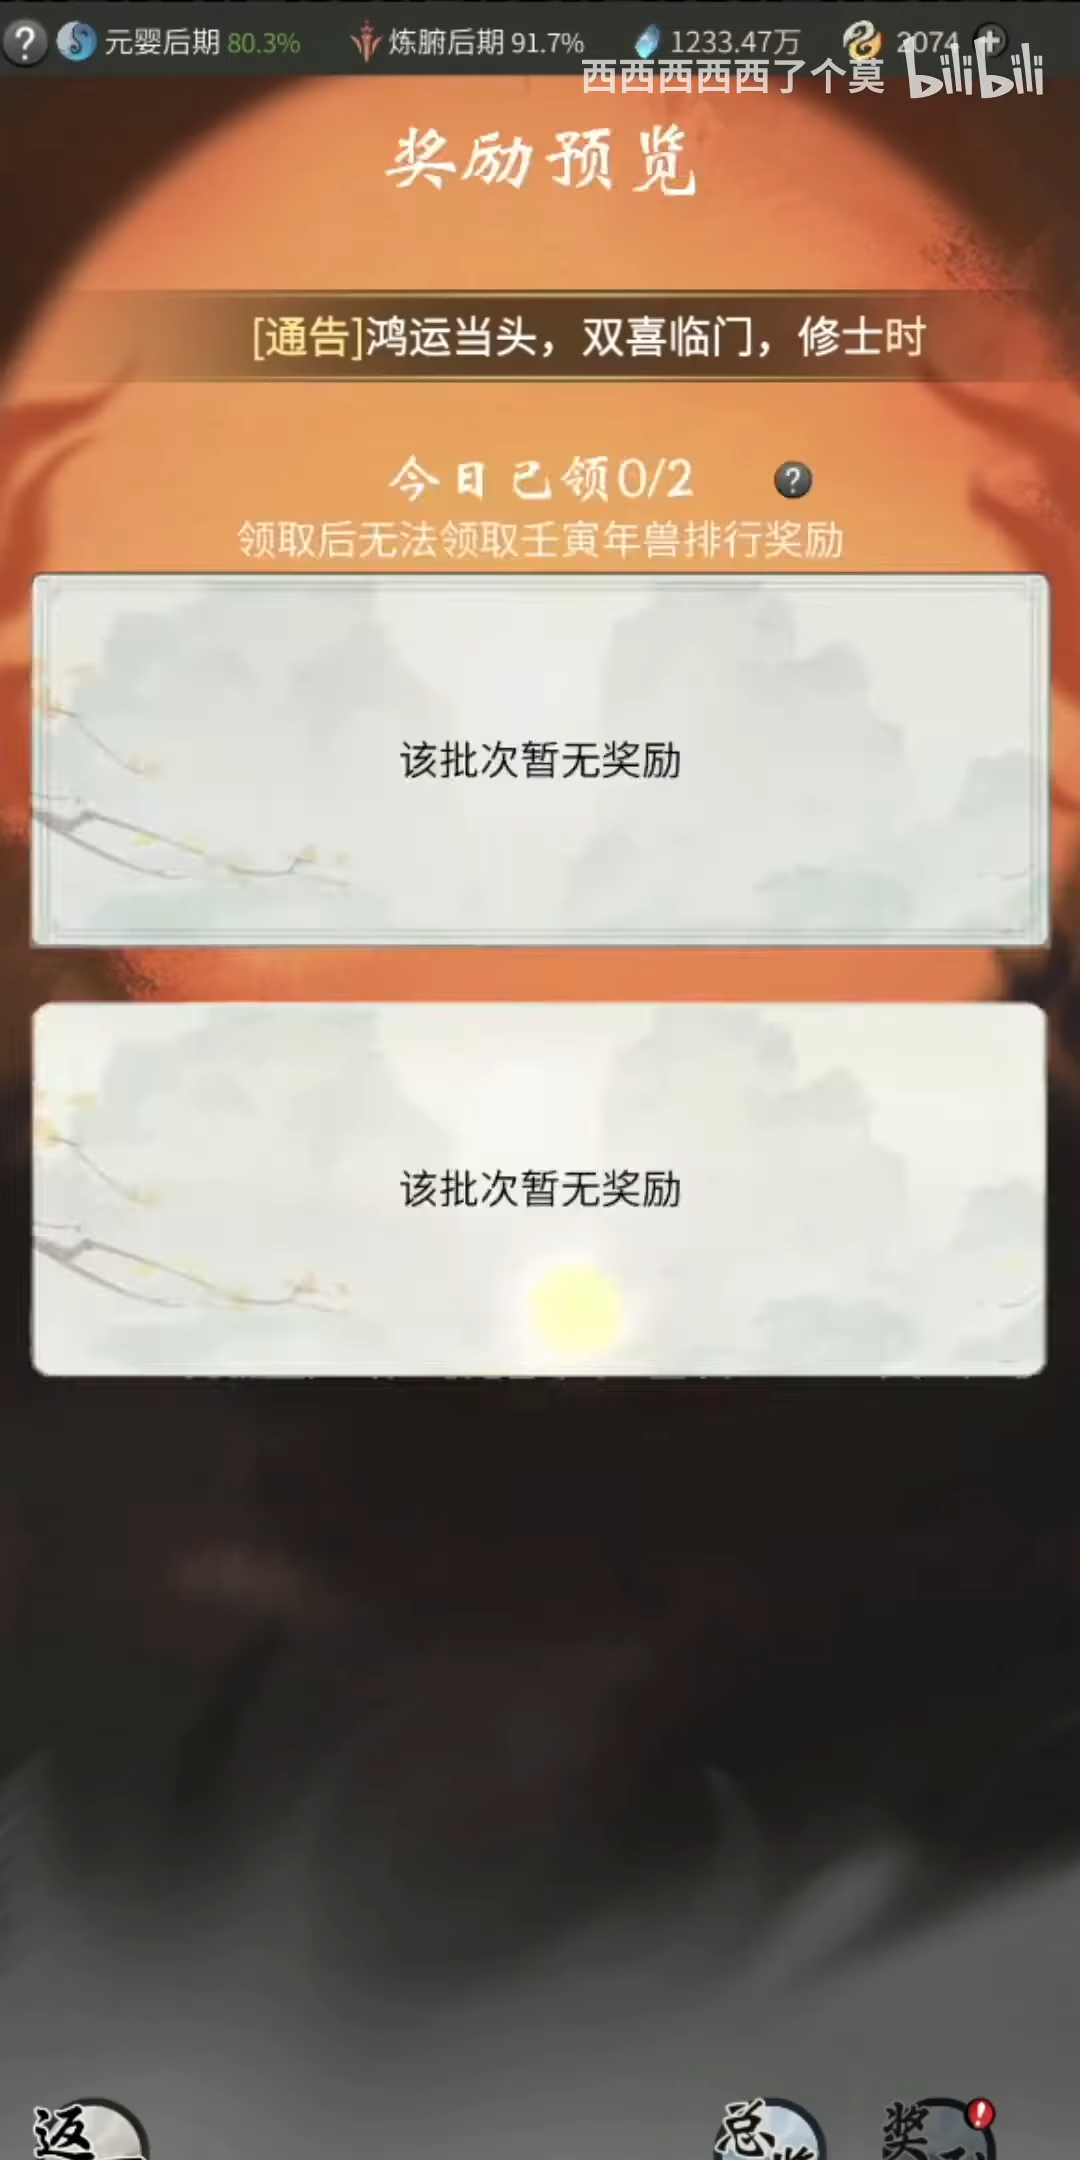 元婴后期 80.3% 炼腑后期 91.7% 1233.47万 2074
西西西西西了个莫 bilibili
奖励预览
[通告]鸿运当头，双喜临门，修士时
今日已领0/2 ?
领取后无法领取壬寅年兽排行奖励
该批次暂无奖励
该批次暂无奖励
返 总 奖